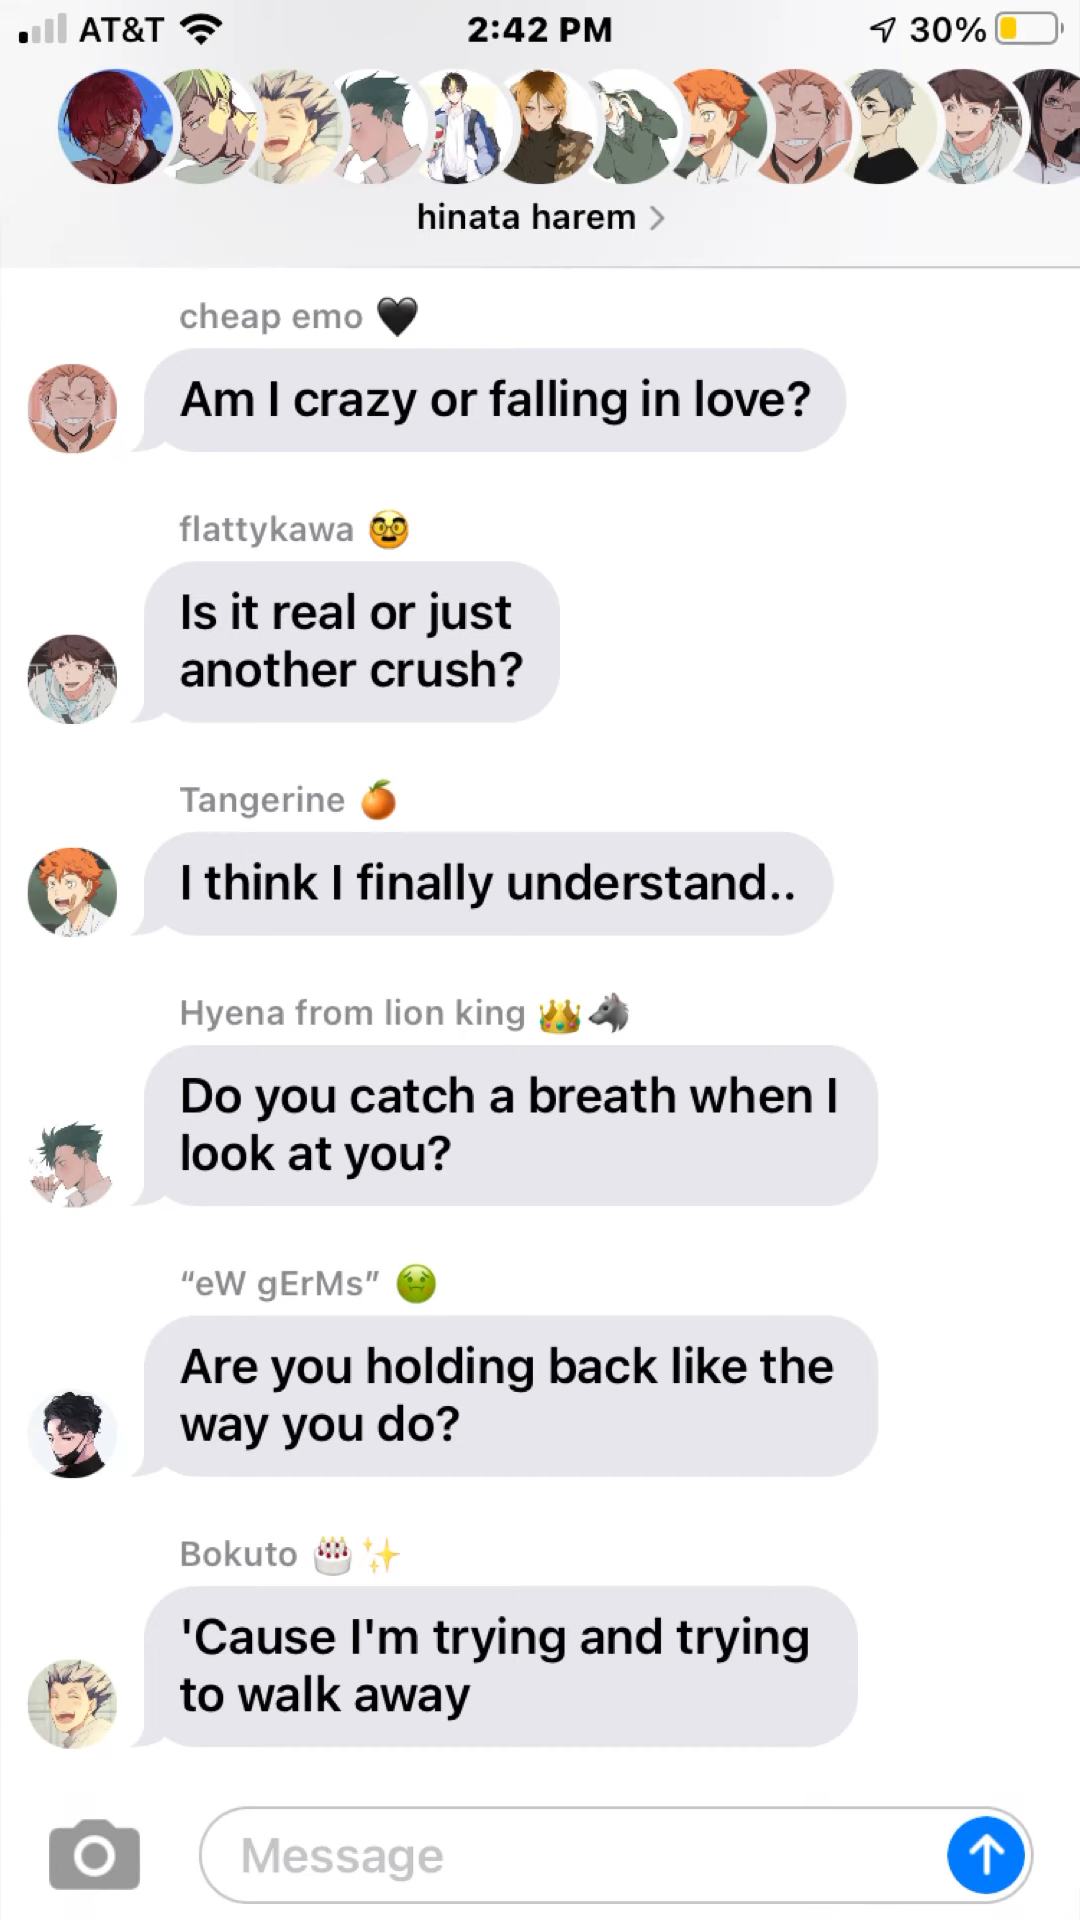 AT&T 2:42 PM 30%
hinata harem
cheap emo 🖤
Am I crazy or falling in love?
flattykawa 🥸
Is it real or just
another crush?
Tangerine 🍊
I think I finally understand..
Hyena from lion king 👑🐺
Do you catch a breath when I
look at you?
“eW gErMs” 🤢
Are you holding back like the
way you do?
Bokuto 🎂✨
'Cause I'm trying and trying
to walk away
Message